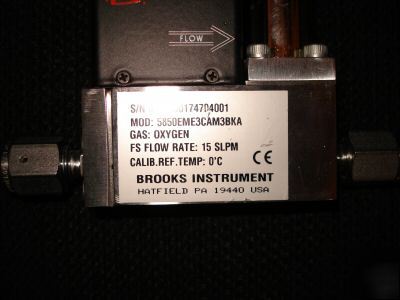 FLOW
S/N
MOD: 5850EME3CAM3BKA
GAS: OXYGEN
FS FLOW RATE: 15 SLPM
CALIB.REF.TEMP: 0'C
CE
BROOKS INSTRUMENT
HATFIELD PA 19440 USA